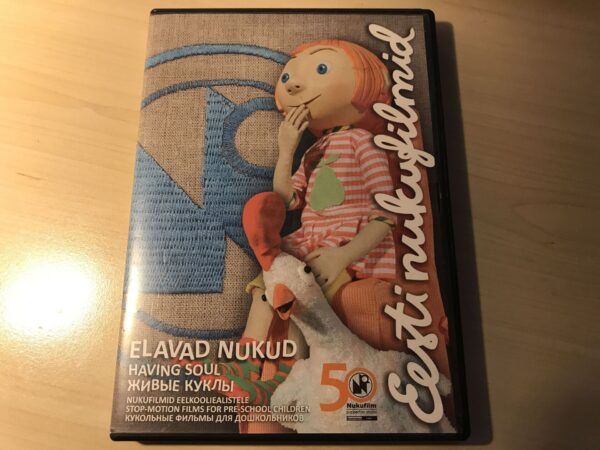 Eesti nukufilmid
ELAVAD NUKUD
HAVING SOUL
ЖИВЫЕ КУКЛЫ
NUKUFILMID EELKOOLIEALISTELE
STOP-MOTION FILMS FOR PRE-SCHOOL CHILDREN
КУКОЛЬНЫЕ ФИЛЬМЫ ДЛЯ ДОШКОЛЬНИКОВ
50
Nukufilm